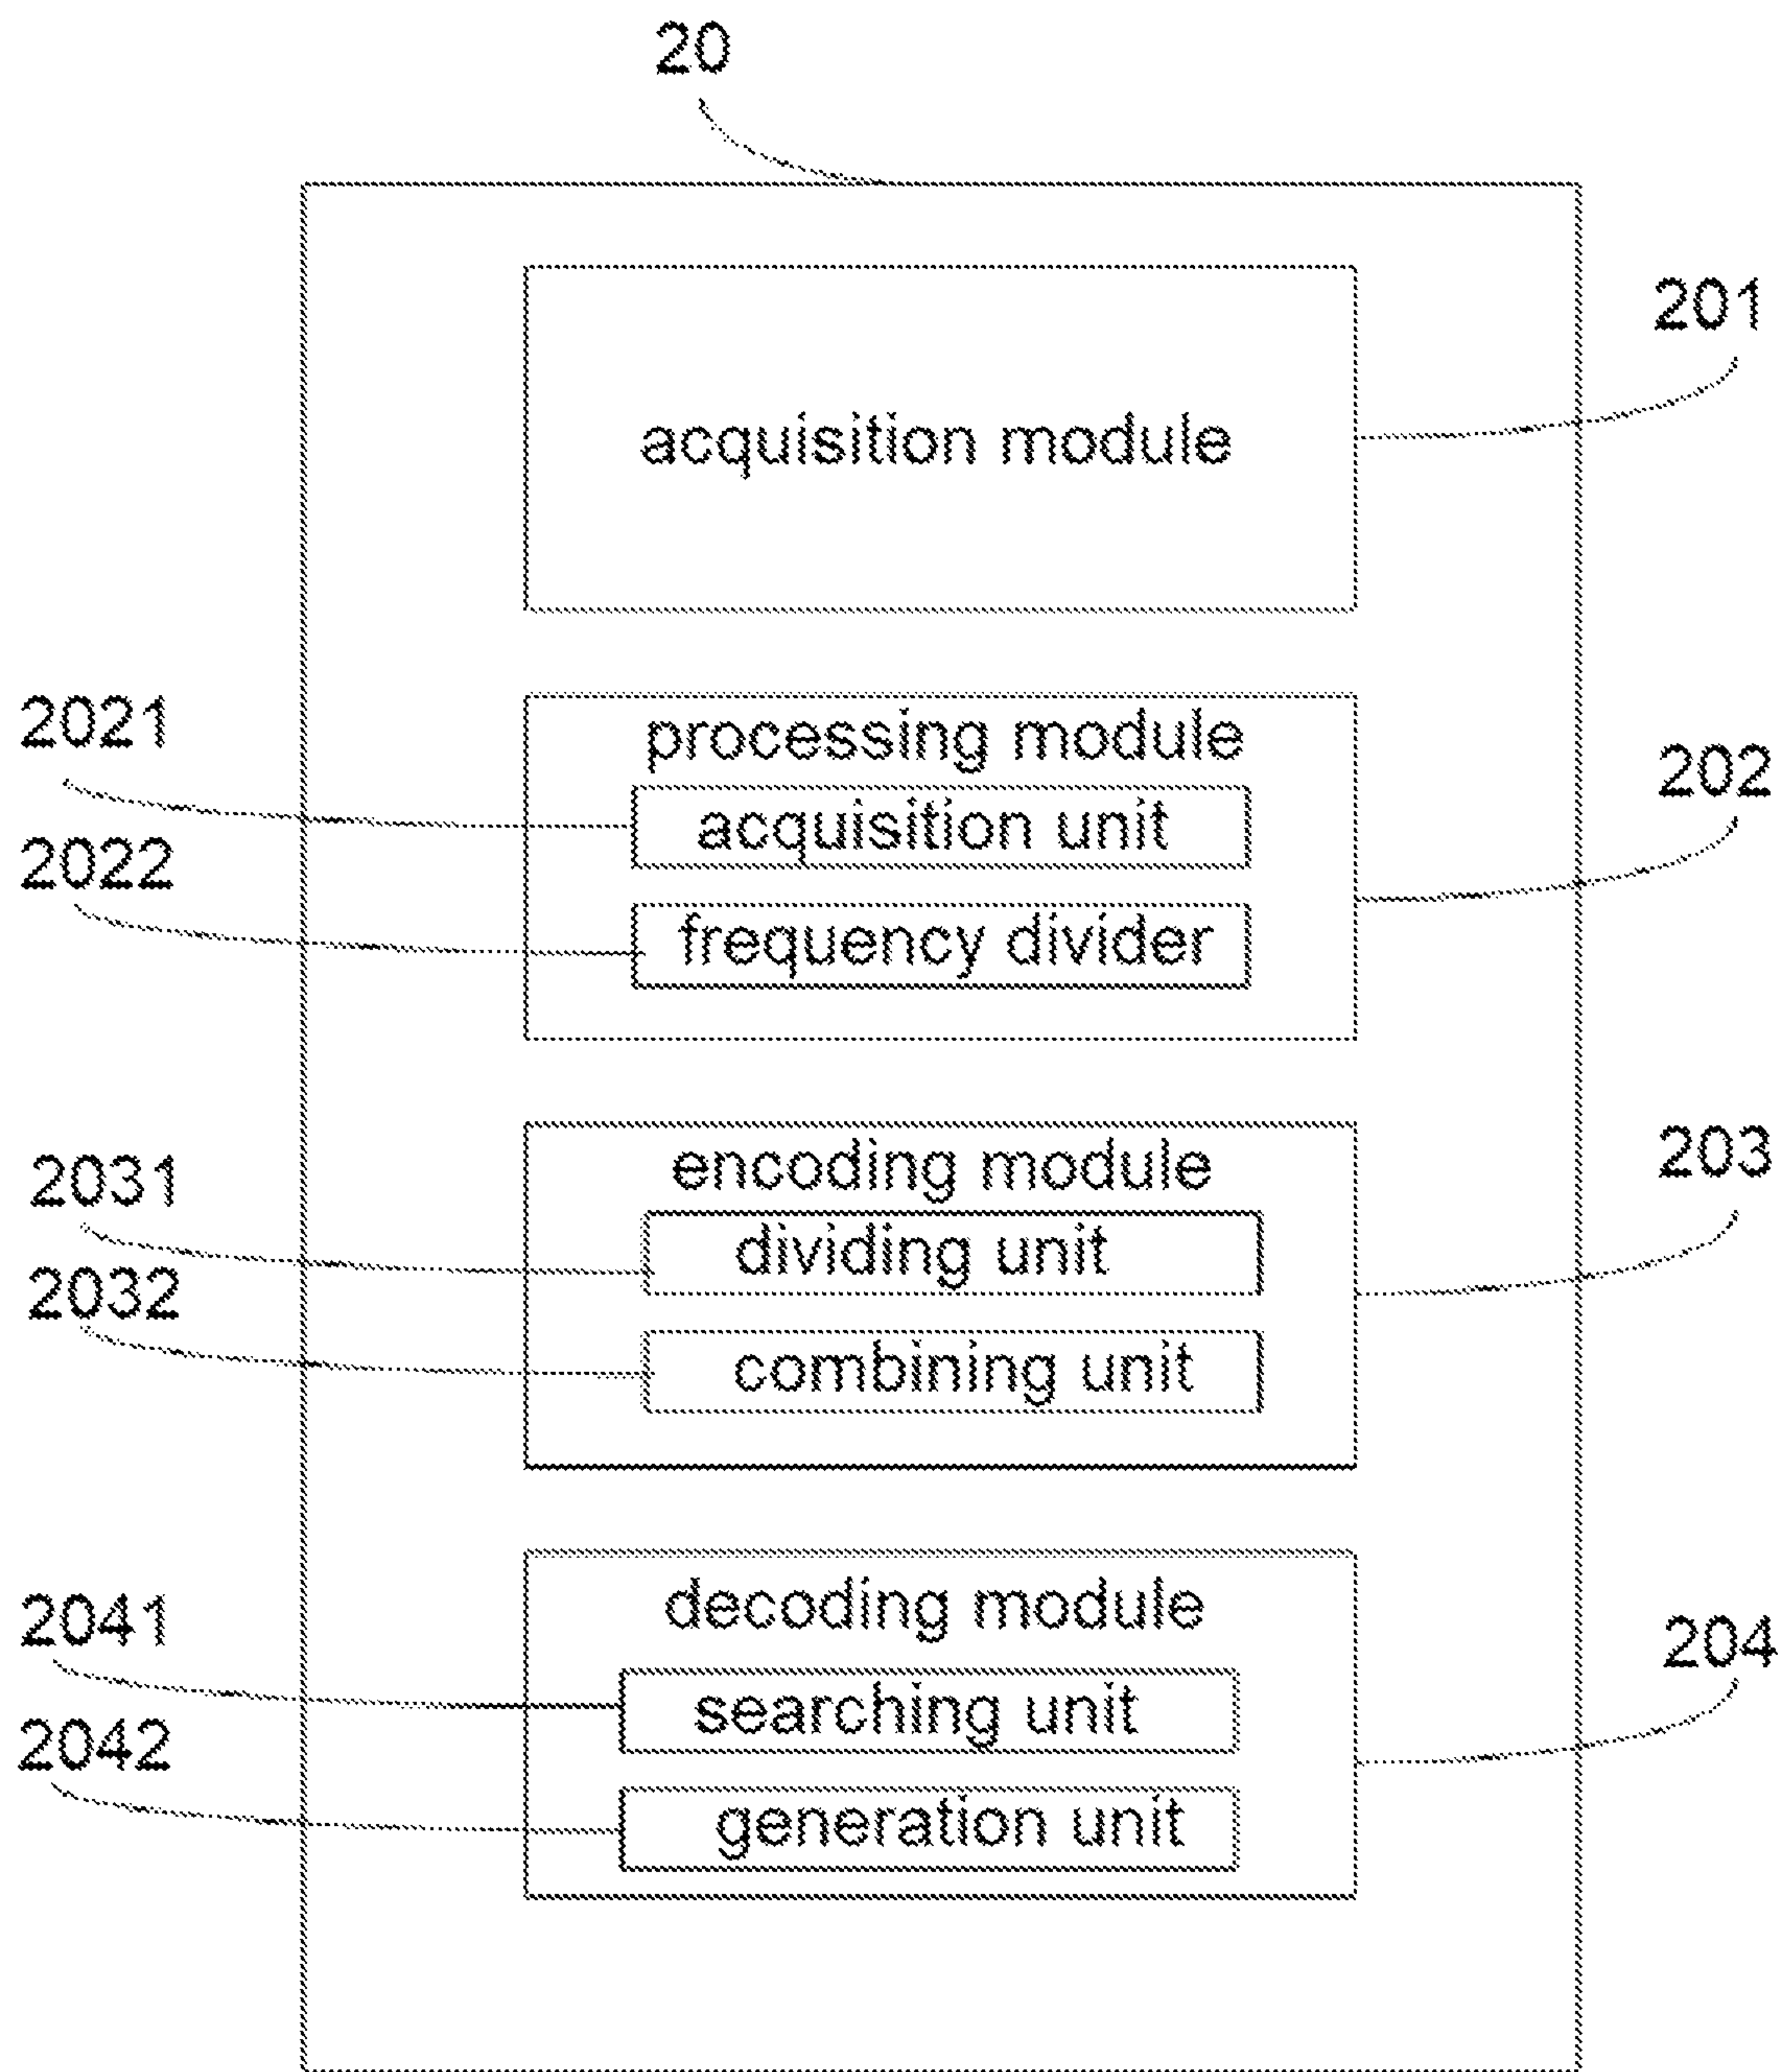 20
201
acquisition module
2021
processing module
202
acquisition unit
2022
frequency divider
203
encoding module
2031
dividing unit
2032
combining unit
2041
decoding module
204
searching unit
2042
generation unit